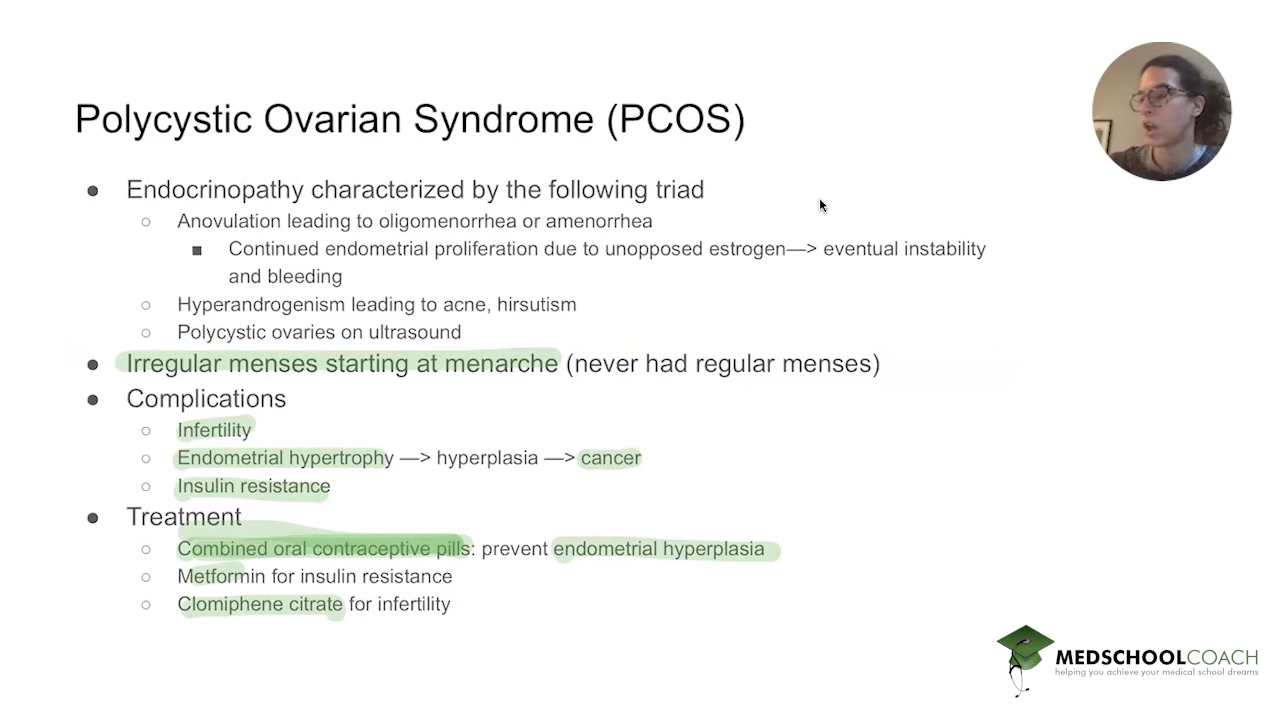 Polycystic Ovarian Syndrome (PCOS)
● Endocrinopathy characterized by the following triad
○ Anovulation leading to oligomenorrhea or amenorrhea
■ Continued endometrial proliferation due to unopposed estrogen—> eventual instability
and bleeding
○ Hyperandrogenism leading to acne, hirsutism
○ Polycystic ovaries on ultrasound
● Irregular menses starting at menarche (never had regular menses)
● Complications
○ Infertility
○ Endometrial hypertrophy —> hyperplasia —> cancer
○ Insulin resistance
● Treatment
○ Combined oral contraceptive pills: prevent endometrial hyperplasia
○ Metformin for insulin resistance
○ Clomiphene citrate for infertility
MEDSCHOOLCOACH
helping you achieve your medical school dreams